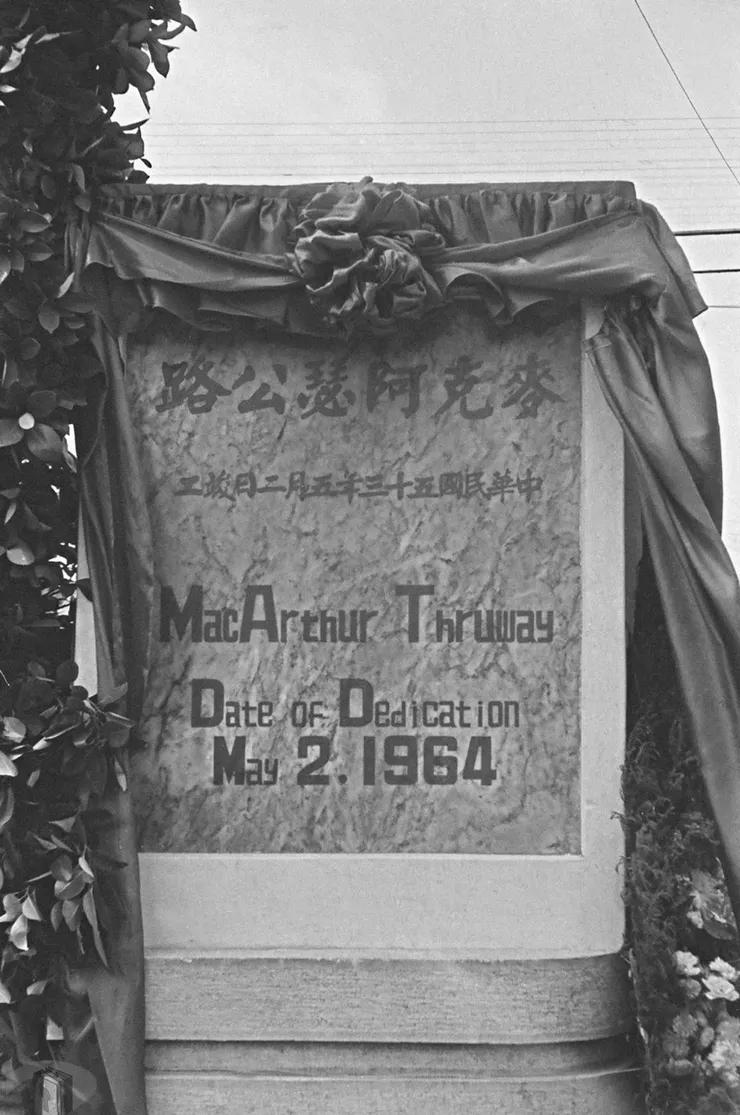 麥克阿瑟公路
中華民國五十三年五月二日竣工
MacArthur Thruway
Date of Dedication
May 2.1964